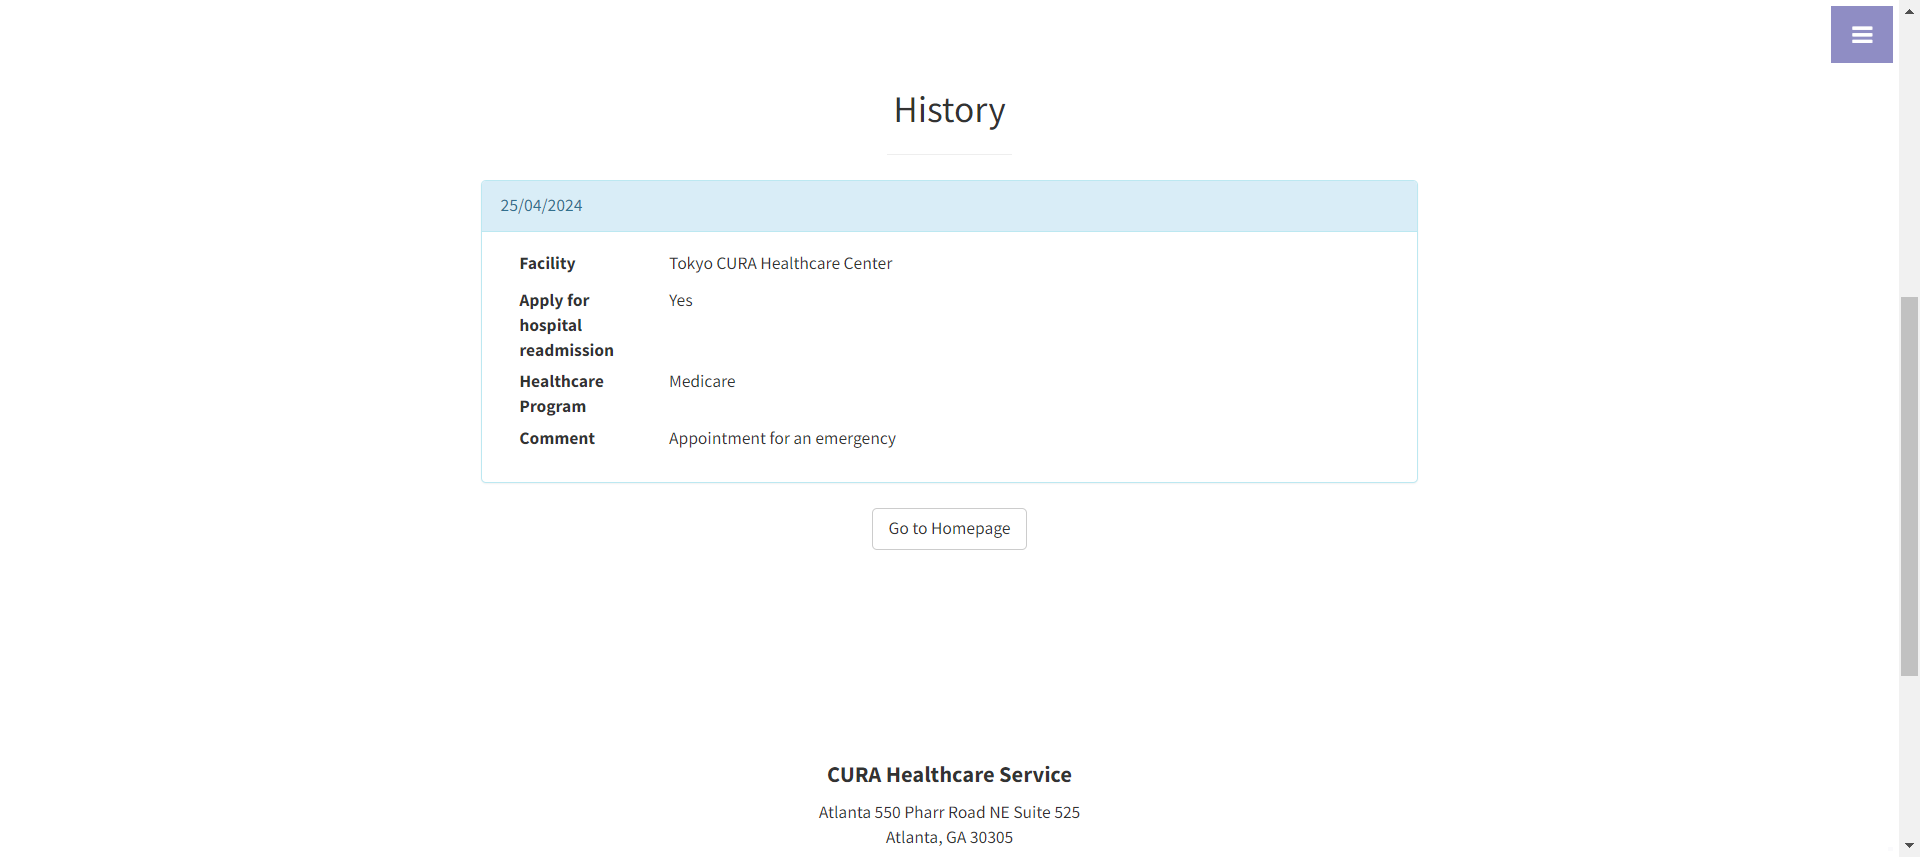 History
25/04/2024
Facility Tokyo CURA Healthcare Center
Apply for hospital readmission Yes
Healthcare Program Medicare
Comment Appointment for an emergency
Go to Homepage
CURA Healthcare Service
Atlanta 550 Pharr Road NE Suite 525
Atlanta, GA 30305